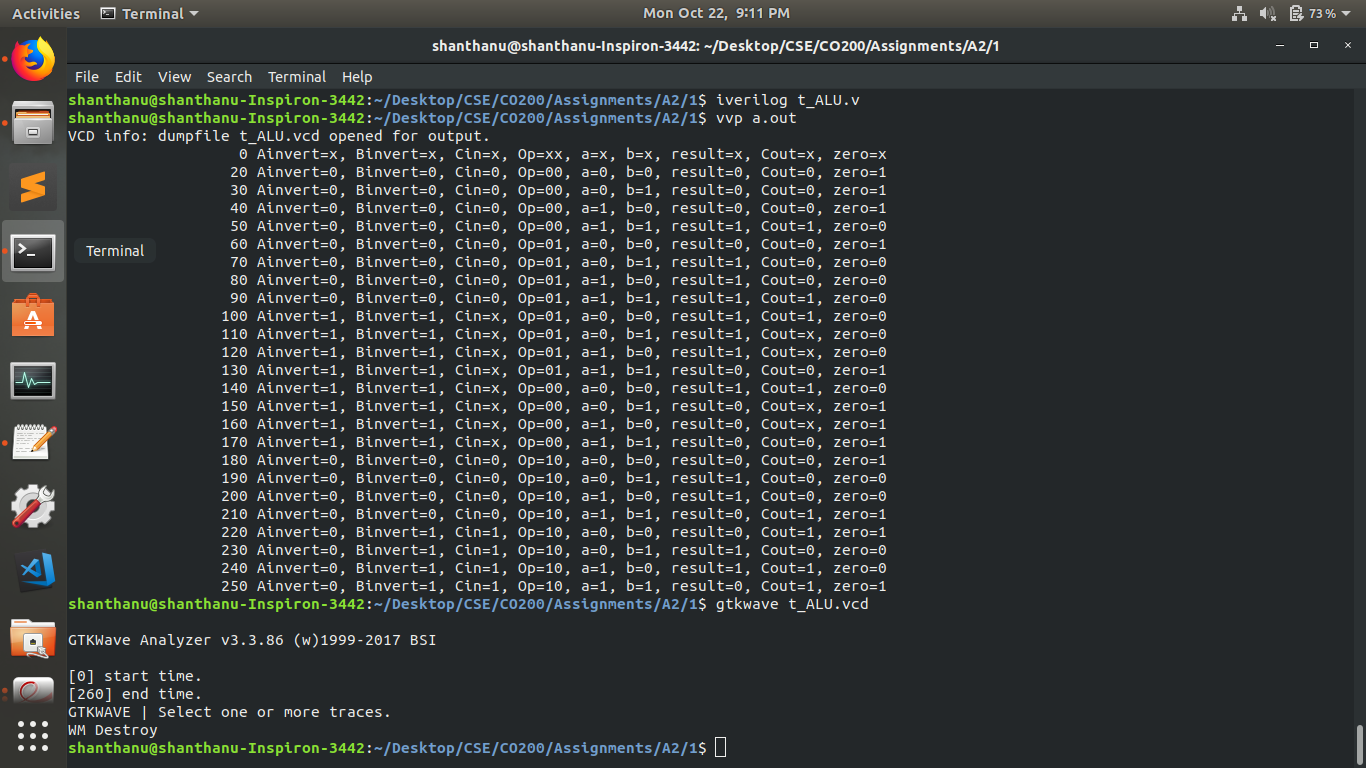 Activities Terminal Mon Oct 22, 9:11 PM 73%
shanthanu@shanthanu-Inspiron-3442: ~/Desktop/CSE/CO200/Assignments/A2/1
File Edit View Search Terminal Help
shanthanu@shanthanu-Inspiron-3442:~/Desktop/CSE/CO200/Assignments/A2/1$ iverilog t_ALU.v
shanthanu@shanthanu-Inspiron-3442:~/Desktop/CSE/CO200/Assignments/A2/1$ vvp a.out
VCD info: dumpfile t_ALU.vcd opened for output.
0 Ainvert=x, Binvert=x, Cin=x, Op=xx, a=x, b=x, result=x, Cout=x, zero=x
20 Ainvert=0, Binvert=0, Cin=0, Op=00, a=0, b=0, result=0, Cout=0, zero=1
30 Ainvert=0, Binvert=0, Cin=0, Op=00, a=0, b=1, result=0, Cout=0, zero=1
40 Ainvert=0, Binvert=0, Cin=0, Op=00, a=1, b=0, result=0, Cout=0, zero=1
50 Ainvert=0, Binvert=0, Cin=0, Op=00, a=1, b=1, result=1, Cout=1, zero=0
60 Ainvert=0, Binvert=0, Cin=0, Op=01, a=0, b=0, result=0, Cout=0, zero=1
70 Ainvert=0, Binvert=0, Cin=0, Op=01, a=0, b=1, result=1, Cout=0, zero=0
Terminal
80 Ainvert=0, Binvert=0, Cin=0, Op=01, a=1, b=0, result=1, Cout=0, zero=0
90 Ainvert=0, Binvert=0, Cin=0, Op=01, a=1, b=1, result=1, Cout=1, zero=0
100 Ainvert=1, Binvert=1, Cin=x, Op=01, a=0, b=0, result=1, Cout=1, zero=0
110 Ainvert=1, Binvert=1, Cin=x, Op=01, a=0, b=1, result=1, Cout=x, zero=0
120 Ainvert=1, Binvert=1, Cin=x, Op=01, a=1, b=0, result=1, Cout=x, zero=0
130 Ainvert=1, Binvert=1, Cin=x, Op=01, a=1, b=1, result=0, Cout=0, zero=1
140 Ainvert=1, Binvert=1, Cin=x, Op=00, a=0, b=0, result=1, Cout=1, zero=0
150 Ainvert=1, Binvert=1, Cin=x, Op=00, a=0, b=1, result=0, Cout=x, zero=1
160 Ainvert=1, Binvert=1, Cin=x, Op=00, a=1, b=0, result=0, Cout=x, zero=1
170 Ainvert=1, Binvert=1, Cin=x, Op=00, a=1, b=1, result=0, Cout=0, zero=1
180 Ainvert=0, Binvert=0, Cin=0, Op=10, a=0, b=0, result=0, Cout=0, zero=1
190 Ainvert=0, Binvert=0, Cin=0, Op=10, a=0, b=1, result=1, Cout=0, zero=0
200 Ainvert=0, Binvert=0, Cin=0, Op=10, a=1, b=0, result=1, Cout=0, zero=0
210 Ainvert=0, Binvert=0, Cin=0, Op=10, a=1, b=1, result=0, Cout=1, zero=1
220 Ainvert=0, Binvert=1, Cin=1, Op=10, a=0, b=0, result=0, Cout=1, zero=1
230 Ainvert=0, Binvert=1, Cin=1, Op=10, a=0, b=1, result=1, Cout=0, zero=0
240 Ainvert=0, Binvert=1, Cin=1, Op=10, a=1, b=0, result=1, Cout=1, zero=0
250 Ainvert=0, Binvert=1, Cin=1, Op=10, a=1, b=1, result=0, Cout=1, zero=1
shanthanu@shanthanu-Inspiron-3442:~/Desktop/CSE/CO200/Assignments/A2/1$ gtkwave t_ALU.vcd
GTKWave Analyzer v3.3.86 (w)1999-2017 BSI
[0] start time.
[260] end time.
GTKWAVE | Select one or more traces.
WM Destroy
shanthanu@shanthanu-Inspiron-3442:~/Desktop/CSE/CO200/Assignments/A2/1$